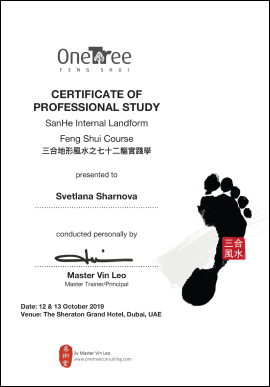 OneTree
FENG SHUI
CERTIFICATE OF
PROFESSIONAL STUDY
SanHe Internal Landform
Feng Shui Course
三合地形風水之七十二龍實踐學
presented to
Svetlana Sharnova
conducted personally by
Master Vin Leo
Master Trainer/Principal
三合
風水
Date: 12 & 13 October 2019
Venue: The Sheraton Grand Hotel, Dubai, UAE
易術堂
By Master Vin Leo
www.onetreeconsulting.com